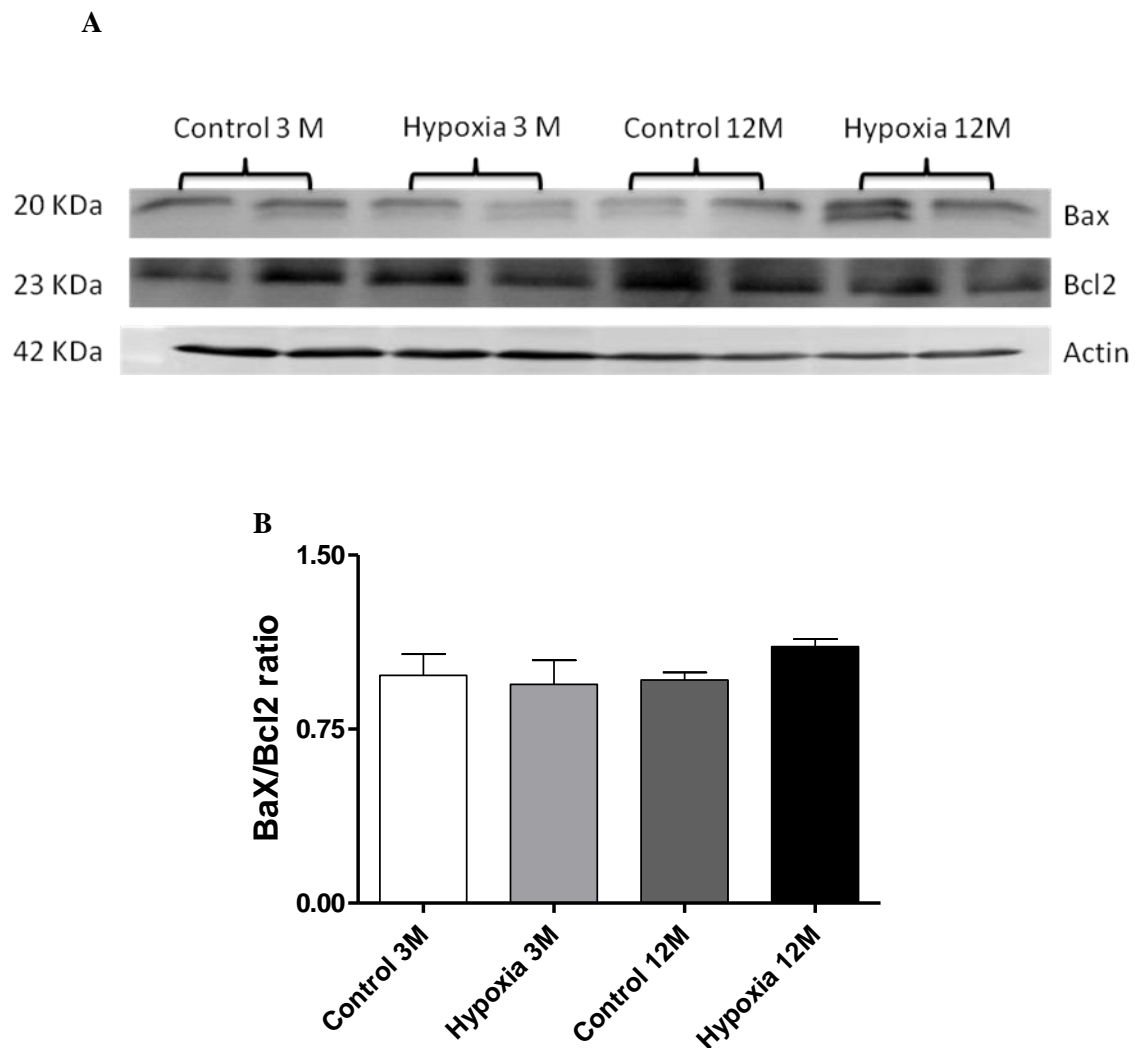 A
Control 3 M Hypoxia 3 M Control 12M Hypoxia 12M
20 KDa Bax
23 KDa Bcl2
42 KDa Actin
B
1.50
0.75
0.00
BaX/Bcl2 ratio
Control 3M
Hypoxia 3M
Control 12M
Hypoxia 12M